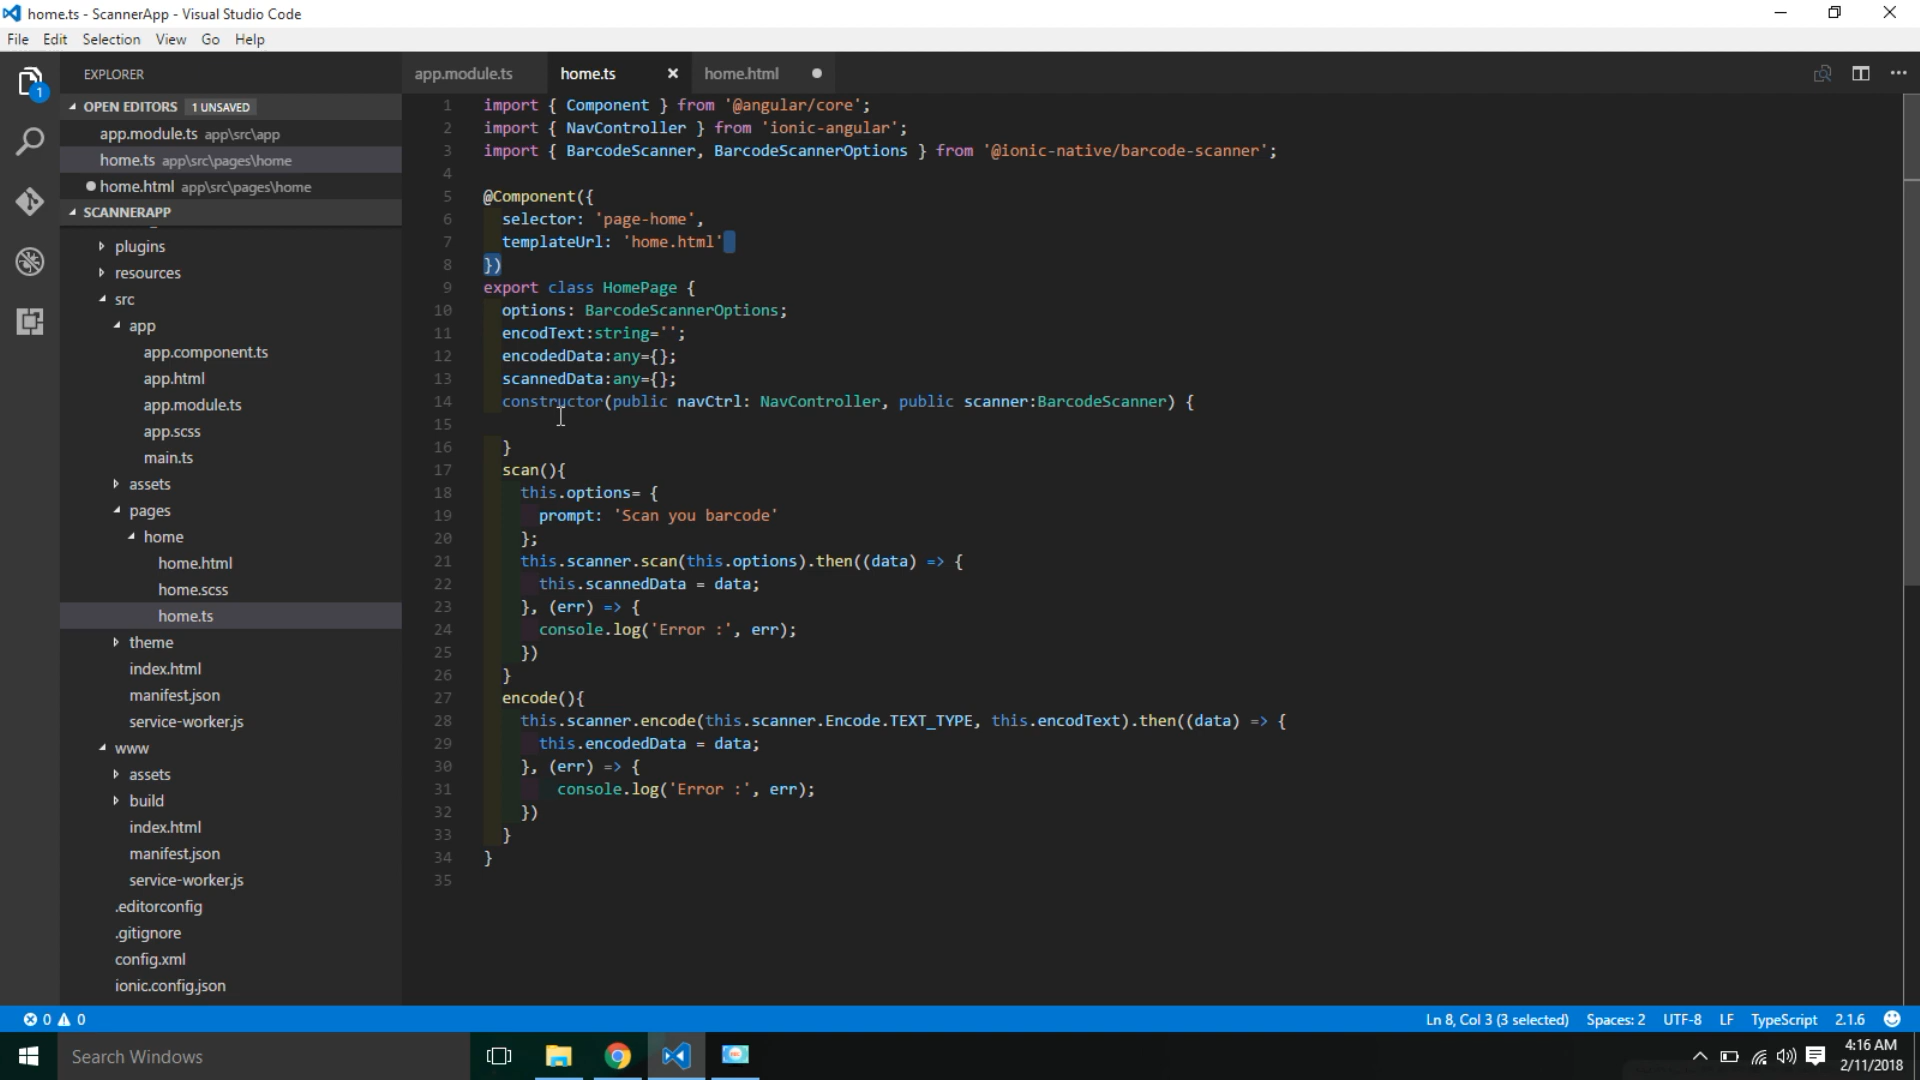 home.ts - ScannerApp - Visual Studio Code
File Edit Selection View Go Help
1
EXPLORER
OPEN EDITORS 1 UNSAVED
app.module.ts app\src\app
home.ts app\src\pages\home
home.html app\src\pages\home
SCANNERAPP
plugins
resources
src
app
app.component.ts
app.html
app.module.ts
app.scss
main.ts
assets
pages
home
home.html
home.scss
home.ts
theme
index.html
manifest.json
service-worker.js
www
assets
build
index.html
manifest.json
service-worker.js
.editorconfig
.gitignore
config.xml
ionic.config.json
app.module.ts home.ts home.html
1 import { Component } from '@angular/core';
2 import { NavController } from 'ionic-angular';
3 import { BarcodeScanner, BarcodeScannerOptions } from '@ionic-native/barcode-scanner';
4
5 @Component({
6 selector: 'page-home',
7 templateUrl: 'home.html'
8 })
9 export class HomePage {
10 options: BarcodeScannerOptions;
11 encodText:string='';
12 encodedData:any={};
13 scannedData:any={};
14 constructor(public navCtrl: NavController, public scanner:BarcodeScanner) {
15
16 }
17 scan(){
18 this.options= {
19 prompt: 'Scan you barcode'
20 };
21 this.scanner.scan(this.options).then((data) => {
22 this.scannedData = data;
23 }, (err) => {
24 console.log('Error :', err);
25 })
26 }
27 encode(){
28 this.scanner.encode(this.scanner.Encode.TEXT_TYPE, this.encodText).then((data) => {
29 this.encodedData = data;
30 }, (err) => {
31 console.log('Error :', err);
32 })
33 }
34 }
35
0 0 Ln 8, Col 3 (3 selected) Spaces: 2 UTF-8 LF TypeScript 2.1.6
Search Windows
4:16 AM
2/11/2018